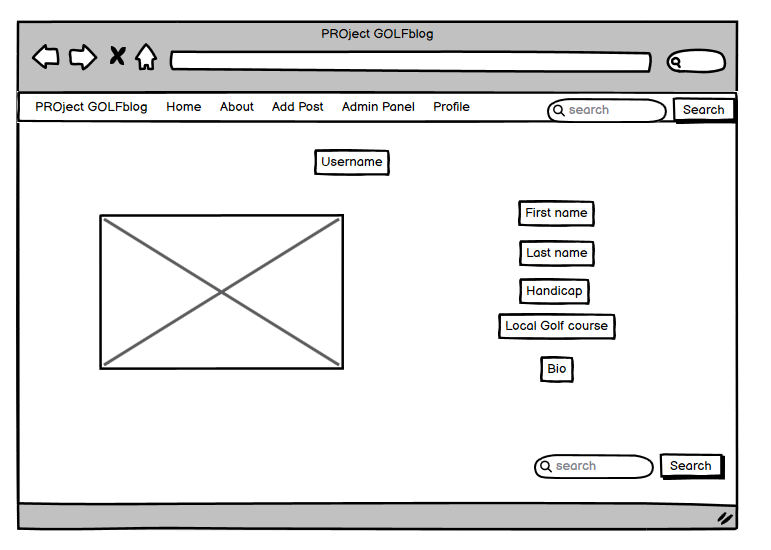 PROject GOLFblog
PROject GOLFblog Home About Add Post Admin Panel Profile search Search
Username
First name
Last name
Handicap
Local Golf course
Bio
search Search